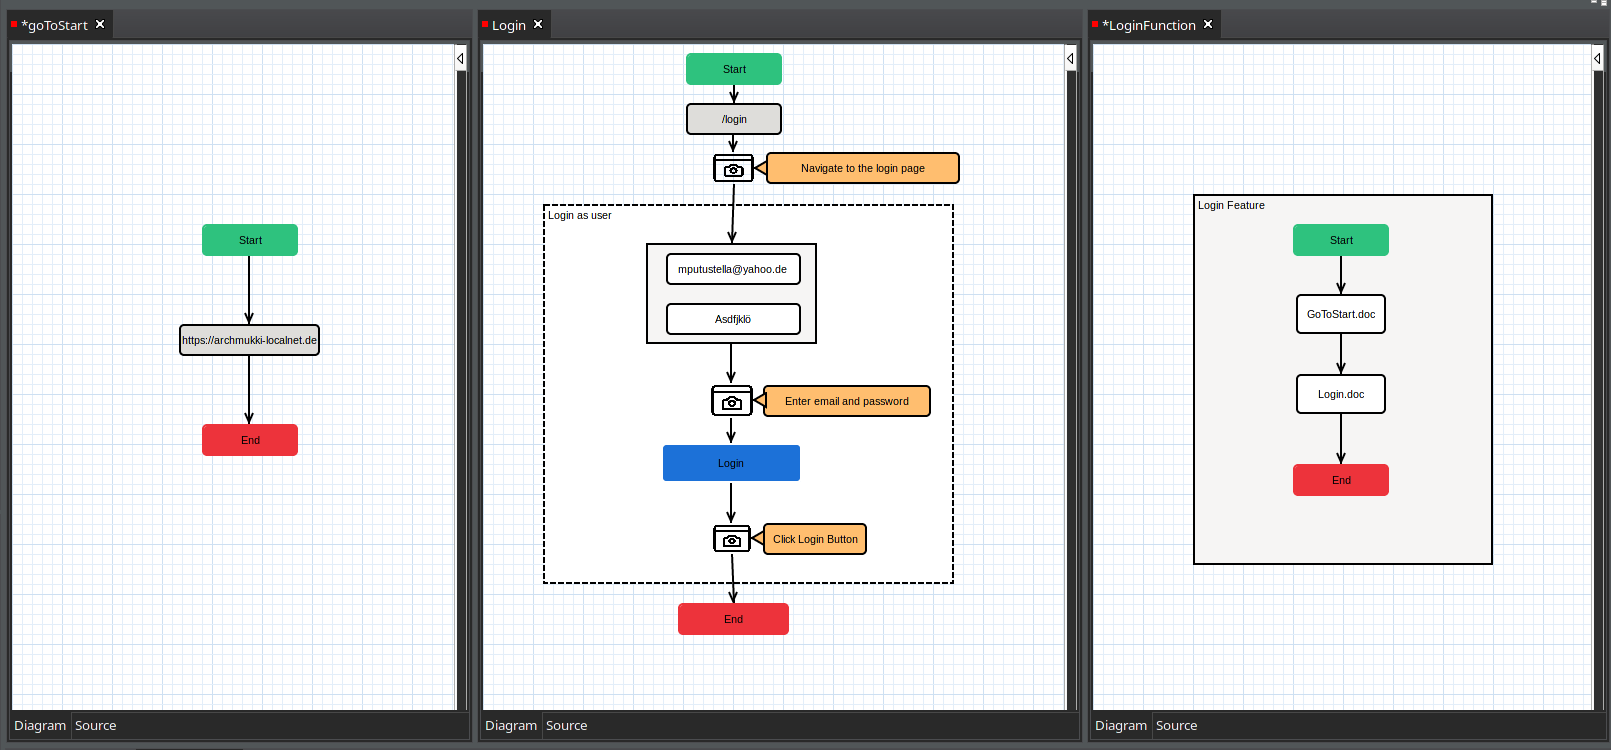 *goToStart
Start
https://archmukki-localnet.de
End
Diagram Source
Login
Start
/login
Navigate to the login page
Login as user
mputustella@yahoo.de
Asdfjklö
Enter email and password
Login
Click Login Button
End
Diagram Source
*LoginFunction
Login Feature
Start
GoToStart.doc
Login.doc
End
Diagram Source